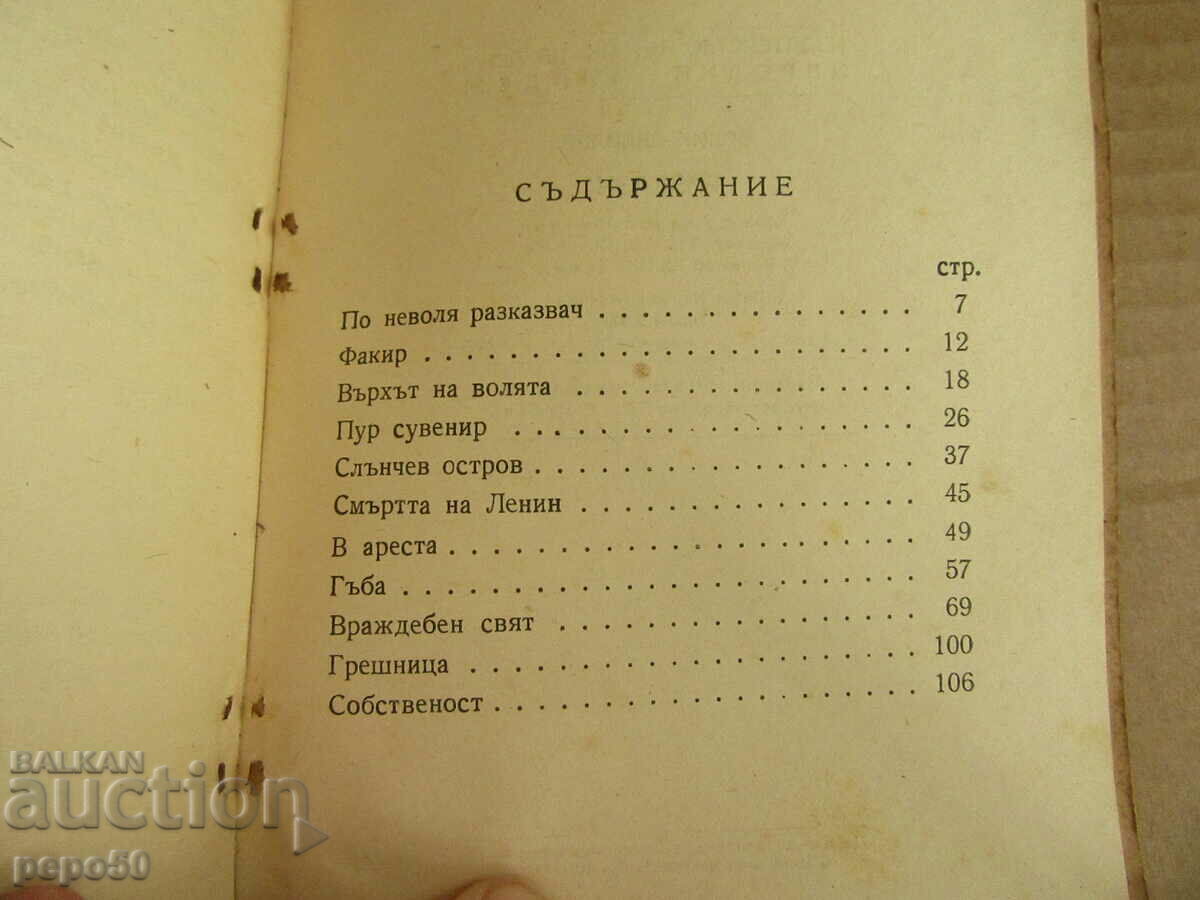 СЪДЪРЖАНИЕ
стр.
По неволя разказвач . . . . . . . . . . . . . . . 7
Факир . . . . . . . . . . . . . . . . . . . . . . 12
Върхът на волята . . . . . . . . . . . . . . . . 18
Пур сувенир . . . . . . . . . . . . . . . . . . 26
Слънчев остров . . . . . . . . . . . . . . . . . 37
Смъртта на Ленин . . . . . . . . . . . . . . . 45
В ареста . . . . . . . . . . . . . . . . . . . . . 49
Гъба . . . . . . . . . . . . . . . . . . . . . . . 57
Враждебен свят . . . . . . . . . . . . . . . . 69
Грешница . . . . . . . . . . . . . . . . . . . . 100
Собственост . . . . . . . . . . . . . . . . . . . 106
BALKAN
auction
pepo50